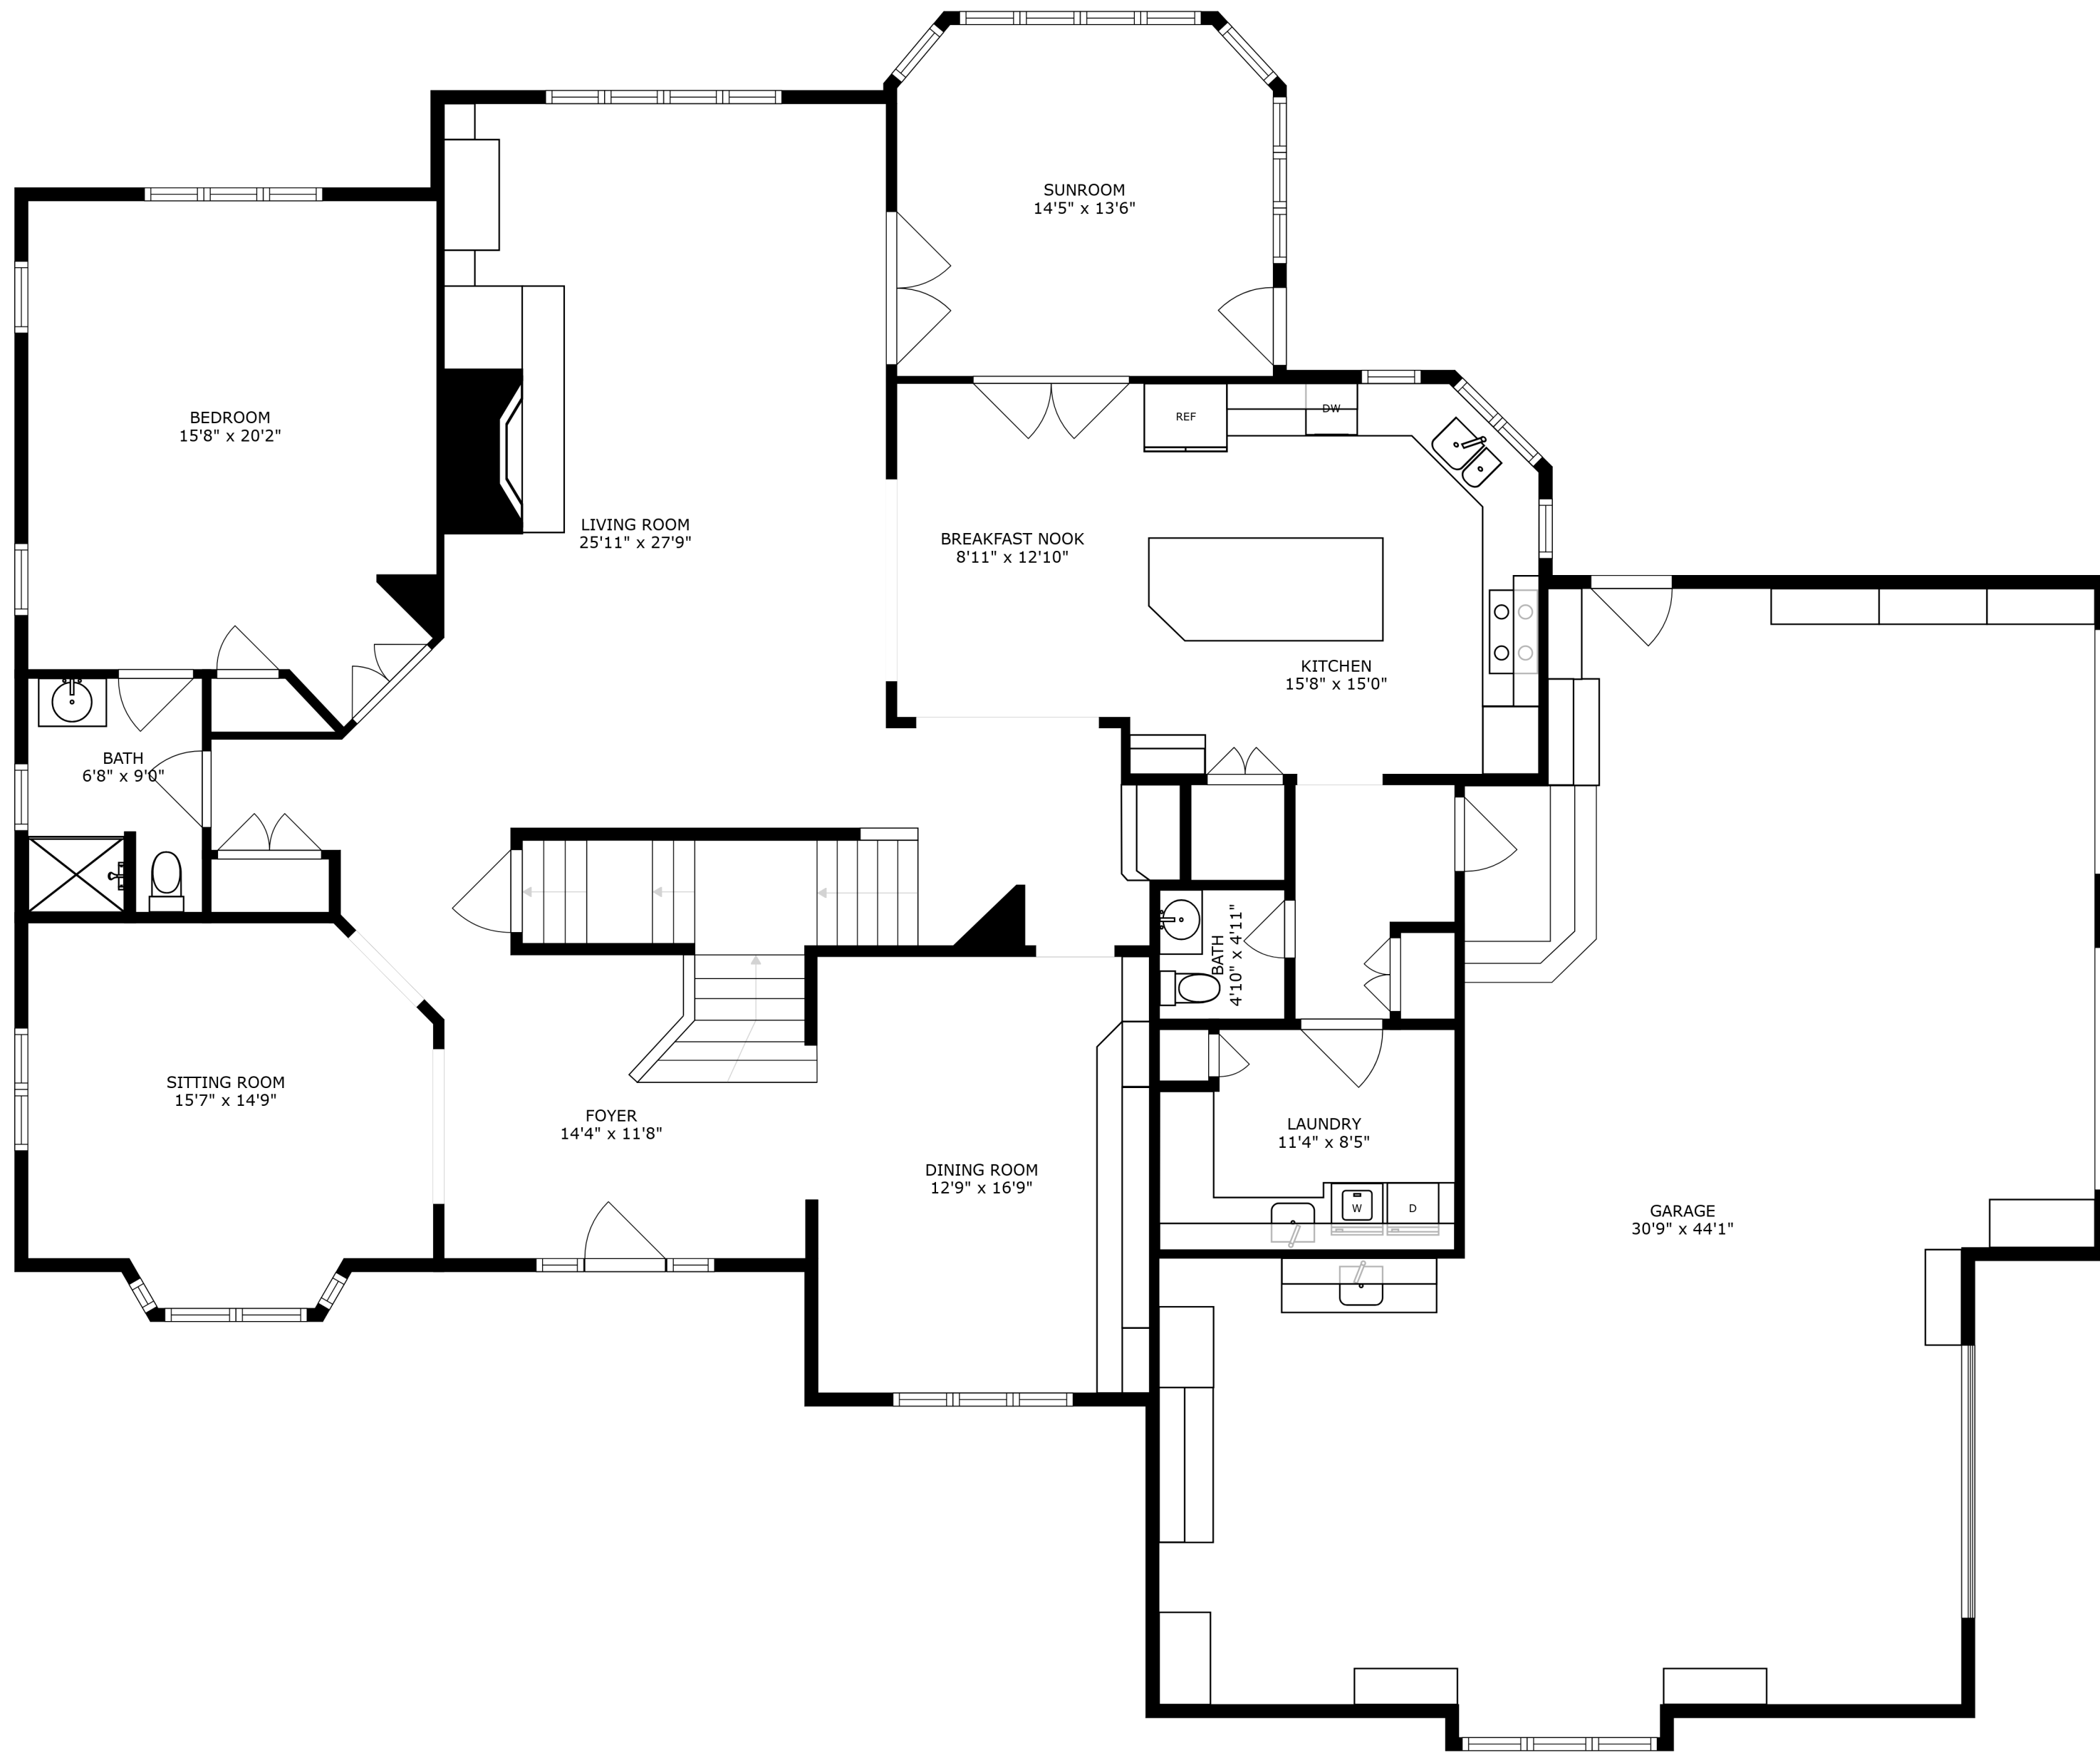 SUNROOM
14'5" x 13'6"
BEDROOM
15'8" x 20'2"
REF
DW
LIVING ROOM
25'11" x 27'9"
BREAKFAST NOOK
8'11" x 12'10"
KITCHEN
15'8" x 15'0"
BATH
6'8" x 9'0"
BATH
4'10" x 4'11"
SITTING ROOM
15'7" x 14'9"
FOYER
14'4" x 11'8"
LAUNDRY
11'4" x 8'5"
DINING ROOM
12'9" x 16'9"
W
D
GARAGE
30'9" x 44'1"